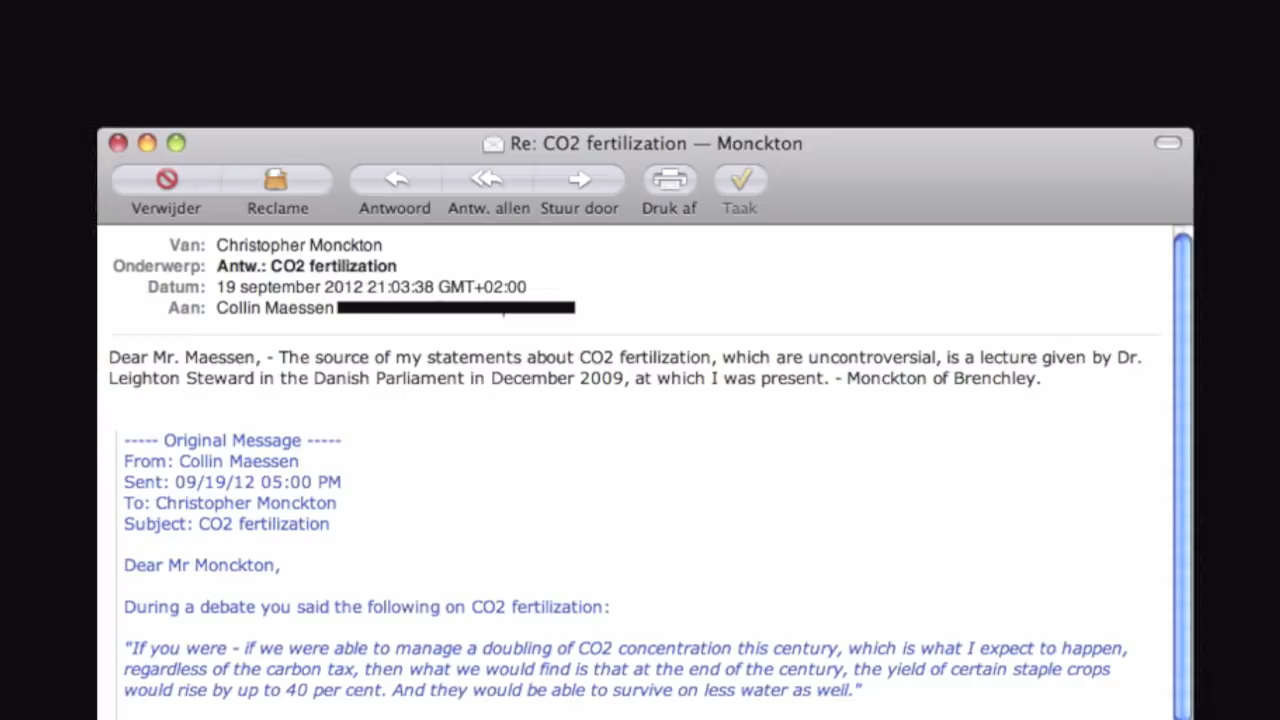 Re: CO2 fertilization — Monckton
Verwijder Reclame Antwoord Antw. allen Stuur door Druk af Taak
Van: Christopher Monckton
Onderwerp: Antw.: CO2 fertilization
Datum: 19 september 2012 21:03:38 GMT+02:00
Aan: Collin Maessen
Dear Mr. Maessen, - The source of my statements about CO2 fertilization, which are uncontroversial, is a lecture given by Dr.
Leighton Steward in the Danish Parliament in December 2009, at which I was present. - Monckton of Brenchley.
----- Original Message -----
From: Collin Maessen
Sent: 09/19/12 05:00 PM
To: Christopher Monckton
Subject: CO2 fertilization
Dear Mr Monckton,
During a debate you said the following on CO2 fertilization:
"If you were - if we were able to manage a doubling of CO2 concentration this century, which is what I expect to happen,
regardless of the carbon tax, then what we would find is that at the end of the century, the yield of certain staple crops
would rise by up to 40 per cent. And they would be able to survive on less water as well."